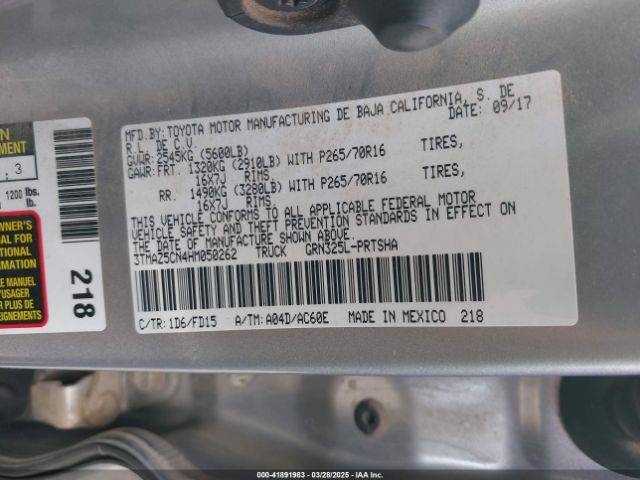 MFD.BY: TOYOTA MOTOR MANUFACTURING DE BAJA CALIFORNIA, S. DE
R.L. DE C.V. DATE: 09/17
GVWR: 2545KG (5600LB)
GAWR: FRT. 1320KG (2910LB) WITH P265/70R16 TIRES,
16X7J RIMS
RR. 1490KG (3280LB) WITH P265/70R16 TIRES,
16X7J RIMS
THIS VEHICLE CONFORMS TO ALL APPLICABLE FEDERAL MOTOR
VEHICLE SAFETY AND THEFT PREVENTION STANDARDS IN EFFECT ON
THE DATE OF MANUFACTURE SHOWN ABOVE.
3TMAZ5CN4HM050262 TRUCK GRN325L-PRTSHA
C/TR: 1D6/FD15 A/TM: A04D/AC60E MADE IN MEXICO 218
1200 lbs.
lb.
218
000-41891983 | 03/28/2025 | IAA, Inc.